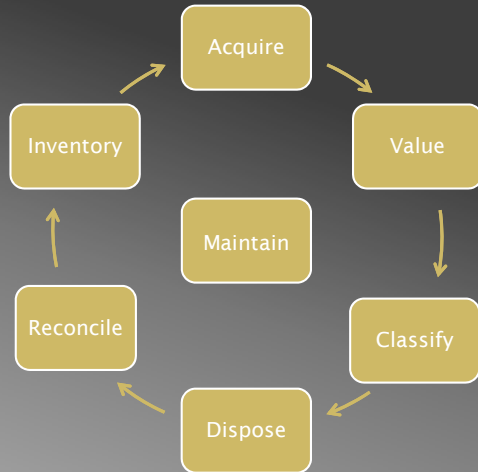 Acquire
Inventory
Value
Maintain
Reconcile
Classify
Dispose